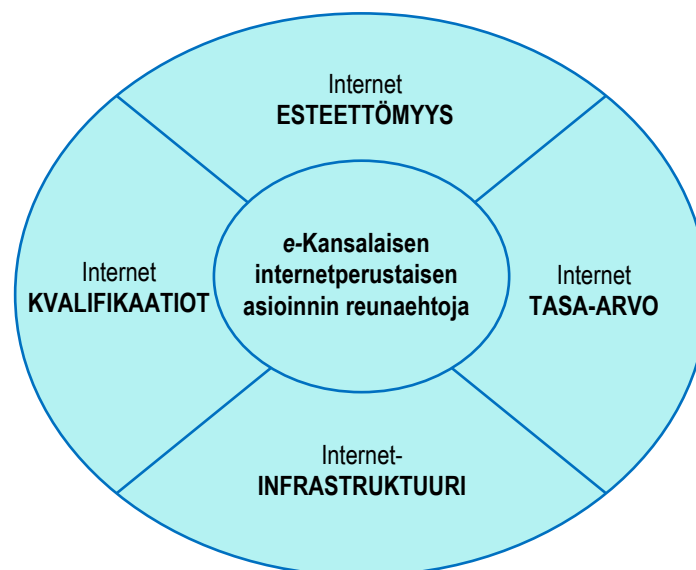 Internet
ESTEETTÖMYYS
e-Kansalaisen
internetperustaisen
asioinnin reunaehtoja
Internet
KVALIFIKAATIOT
Internet
TASA-ARVO
Internet-
INFRASTRUKTUURI